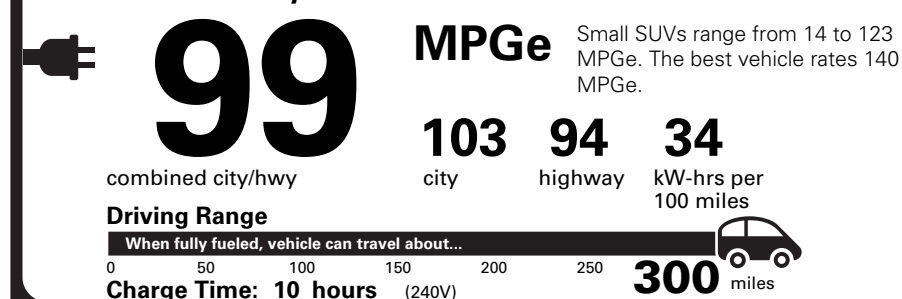 99
MPGe
Small SUVs range from 14 to 123
MPGe. The best vehicle rates 140
MPGe.
103 94 34
combined city/hwy city highway kW-hrs per
100 miles
Driving Range
When fully fueled, vehicle can travel about...
0 50 100 150 200 250 300 miles
Charge Time: 10 hours (240V)